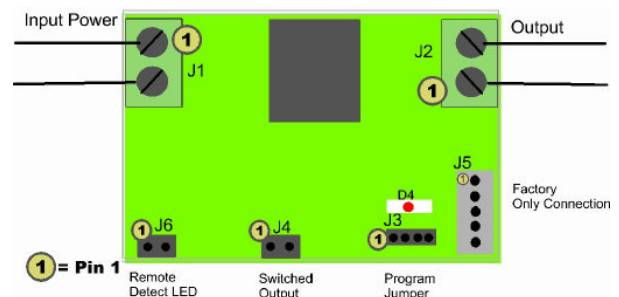 Input Power
Output
1
J1
J2
1
J5
1
D4
Factory
Only Connection
1
J6
1
J4
J3
1
1 = Pin 1
Remote
Detect LED
Switched
Output
Program
Jumper